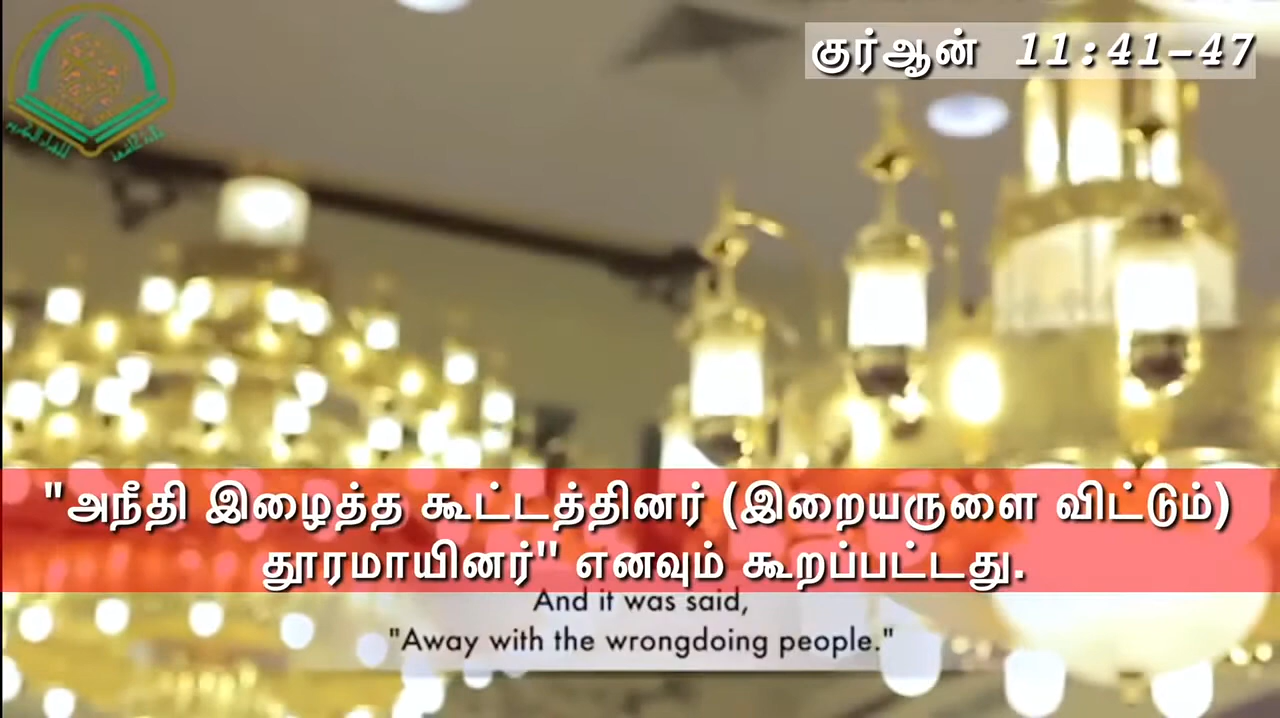 குர்ஆன் 11:41-47
"அநீதி இழைத்த கூட்டத்தினர் (இறையருளை விட்டும்)
தூரமாயினர்" எனவும் கூறப்பட்டது.
And it was said,
"Away with the wrongdoing people."